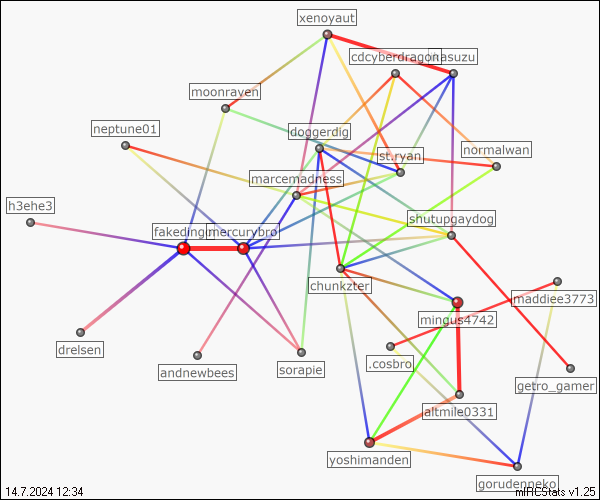 xenoyaut
cdcyberdragon
nasuzu
moonraven
neptune01
doggerdig
st.ryan
normalwan
marcemadness
h3ehe3
shutupgaydog
fakeding
mercurybro
chunkzter
maddiee3773
mingus4742
drelsen
andnewbees
sorapie
.cosbro
getro_gamer
altmile0331
yoshimanden
gorudenneko
14.7.2024 12:34
mIRCStats v1.25